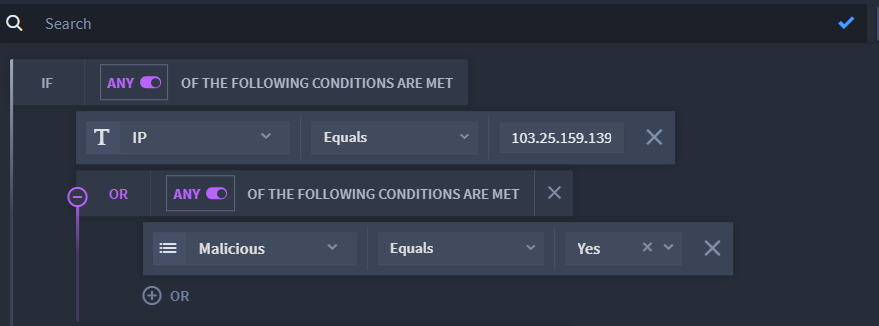 Search
IF ANY OF THE FOLLOWING CONDITIONS ARE MET
T IP Equals 103.25.159.139
OR ANY OF THE FOLLOWING CONDITIONS ARE MET
Malicious Equals Yes
OR